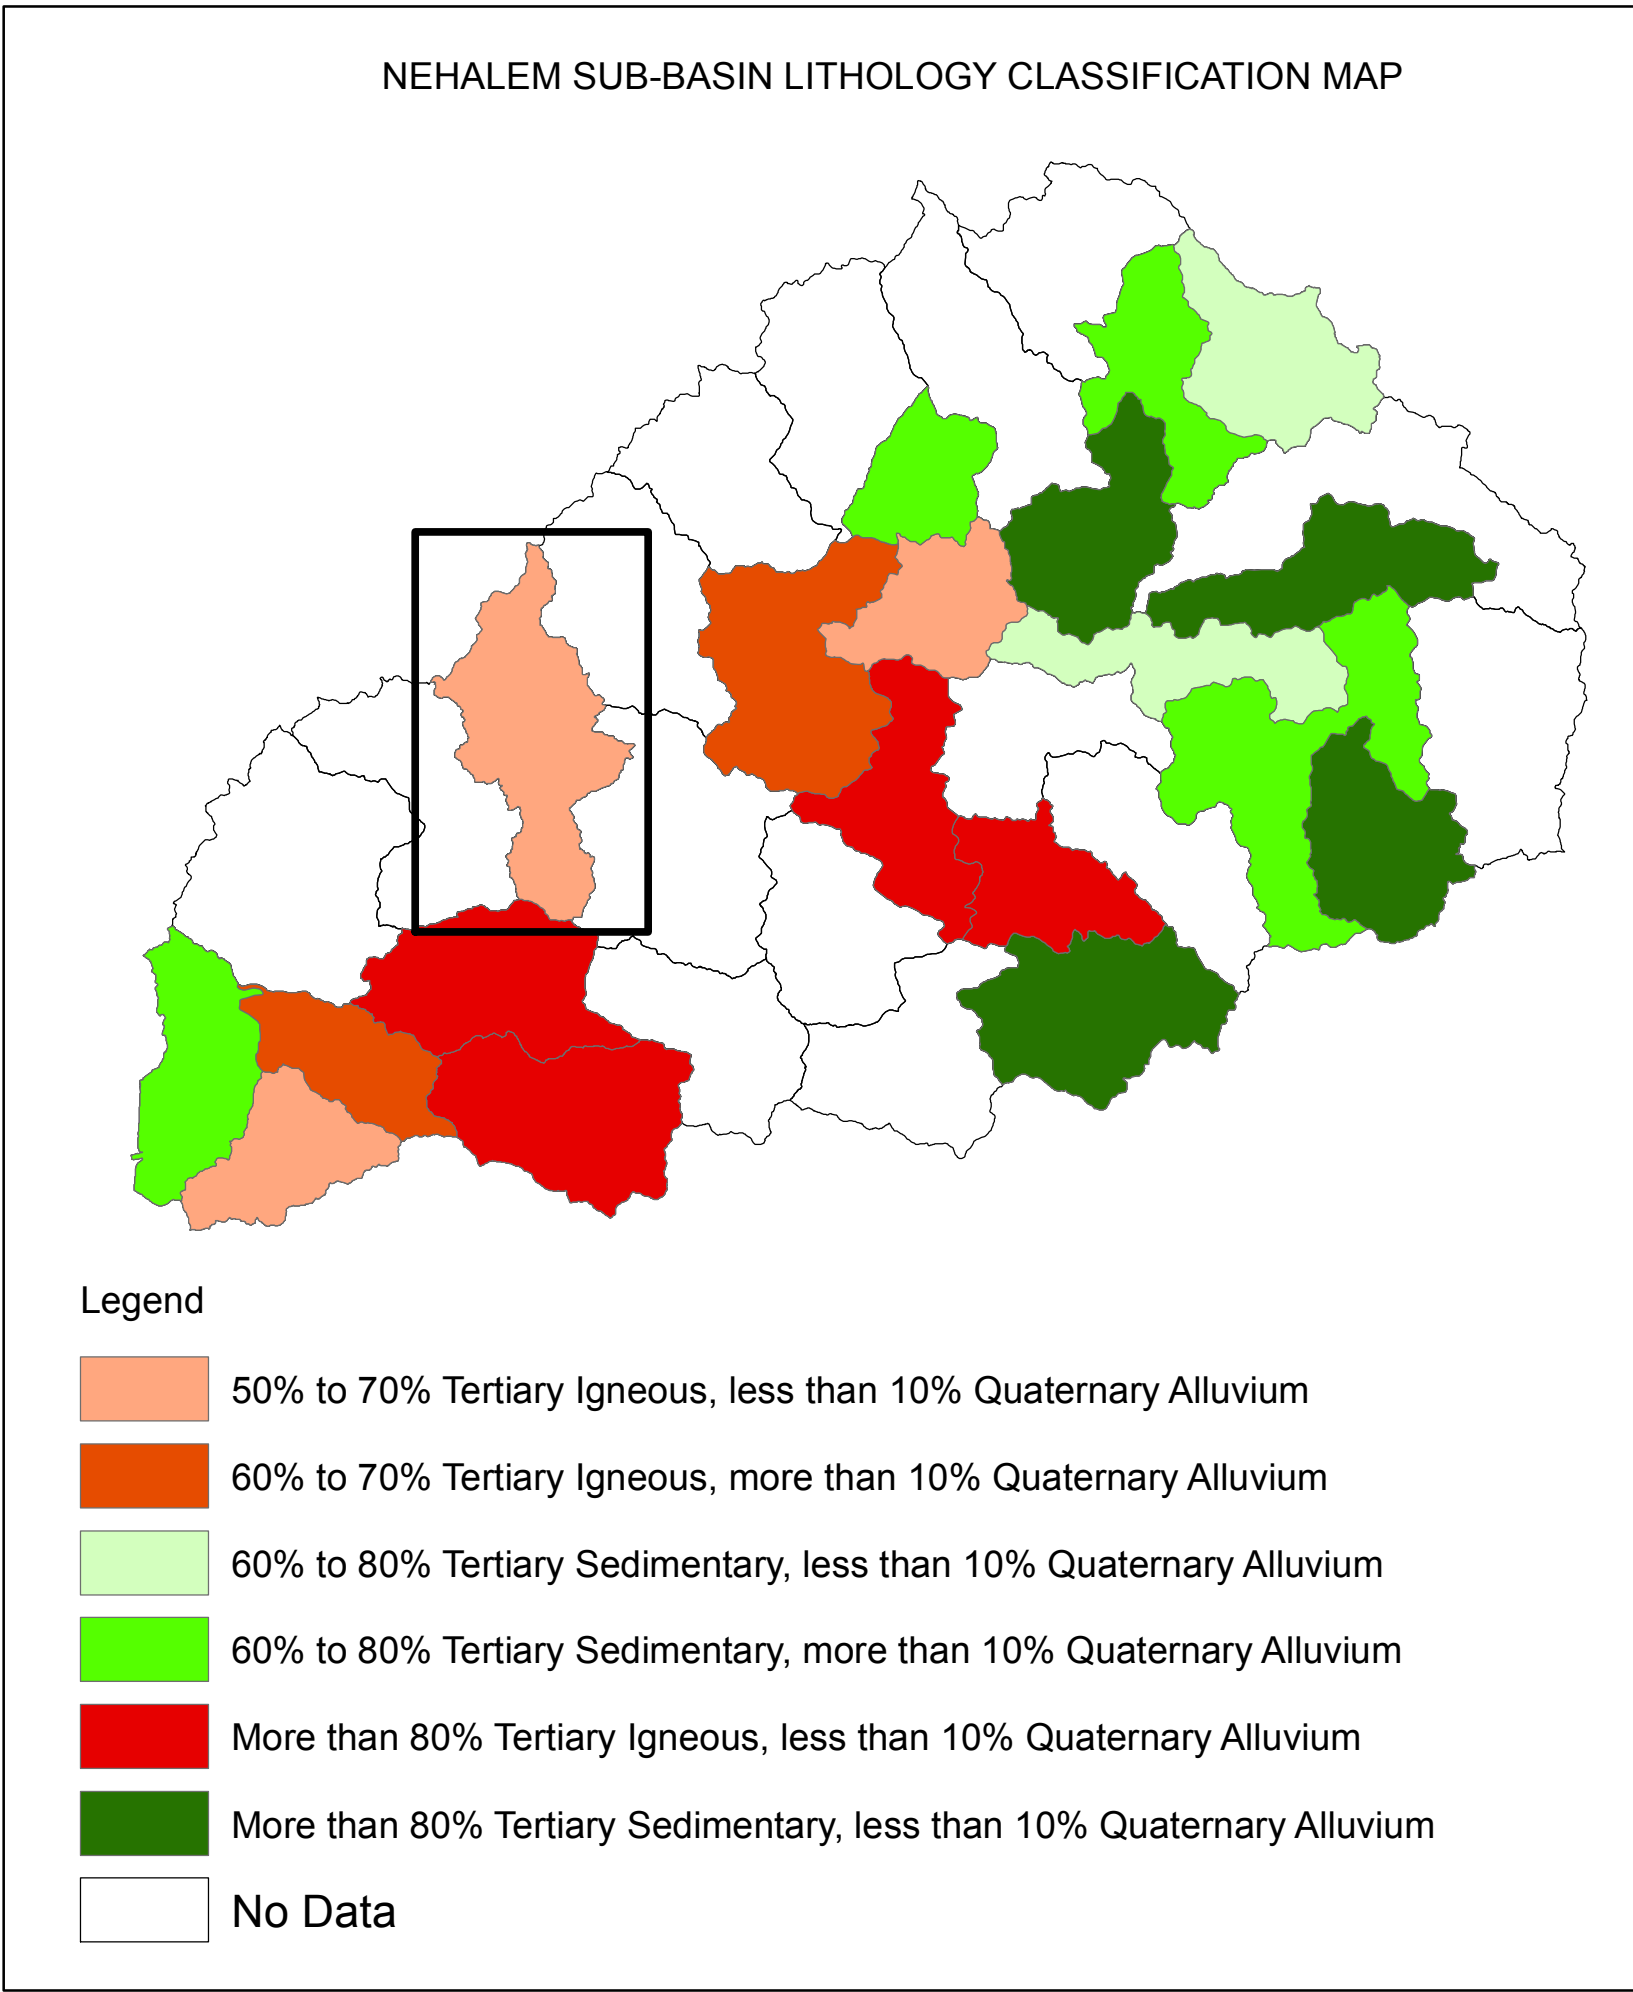 NEHALEM SUB-BASIN LITHOLOGY CLASSIFICATION MAP
Legend
50% to 70% Tertiary Igneous, less than 10% Quaternary Alluvium
60% to 70% Tertiary Igneous, more than 10% Quaternary Alluvium
60% to 80% Tertiary Sedimentary, less than 10% Quaternary Alluvium
60% to 80% Tertiary Sedimentary, more than 10% Quaternary Alluvium
More than 80% Tertiary Igneous, less than 10% Quaternary Alluvium
More than 80% Tertiary Sedimentary, less than 10% Quaternary Alluvium
No Data